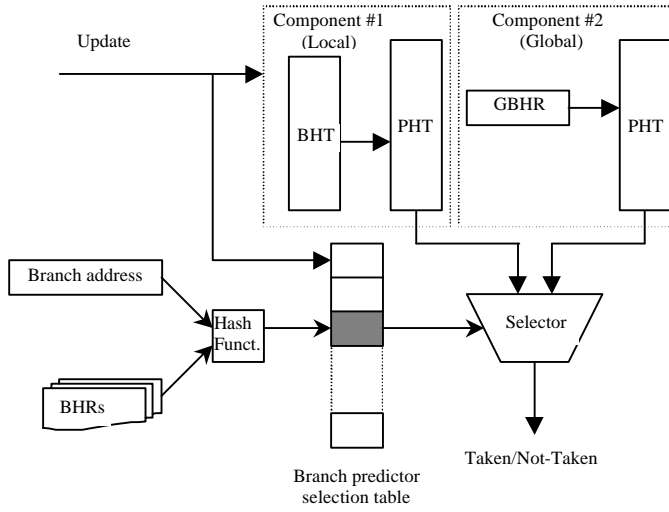 Update
Component #1
(Local)
BHT
PHT
Component #2
(Global)
GBHR
PHT
Branch address
Hash
Funct.
BHRs
Selector
Taken/Not-Taken
Branch predictor
selection table